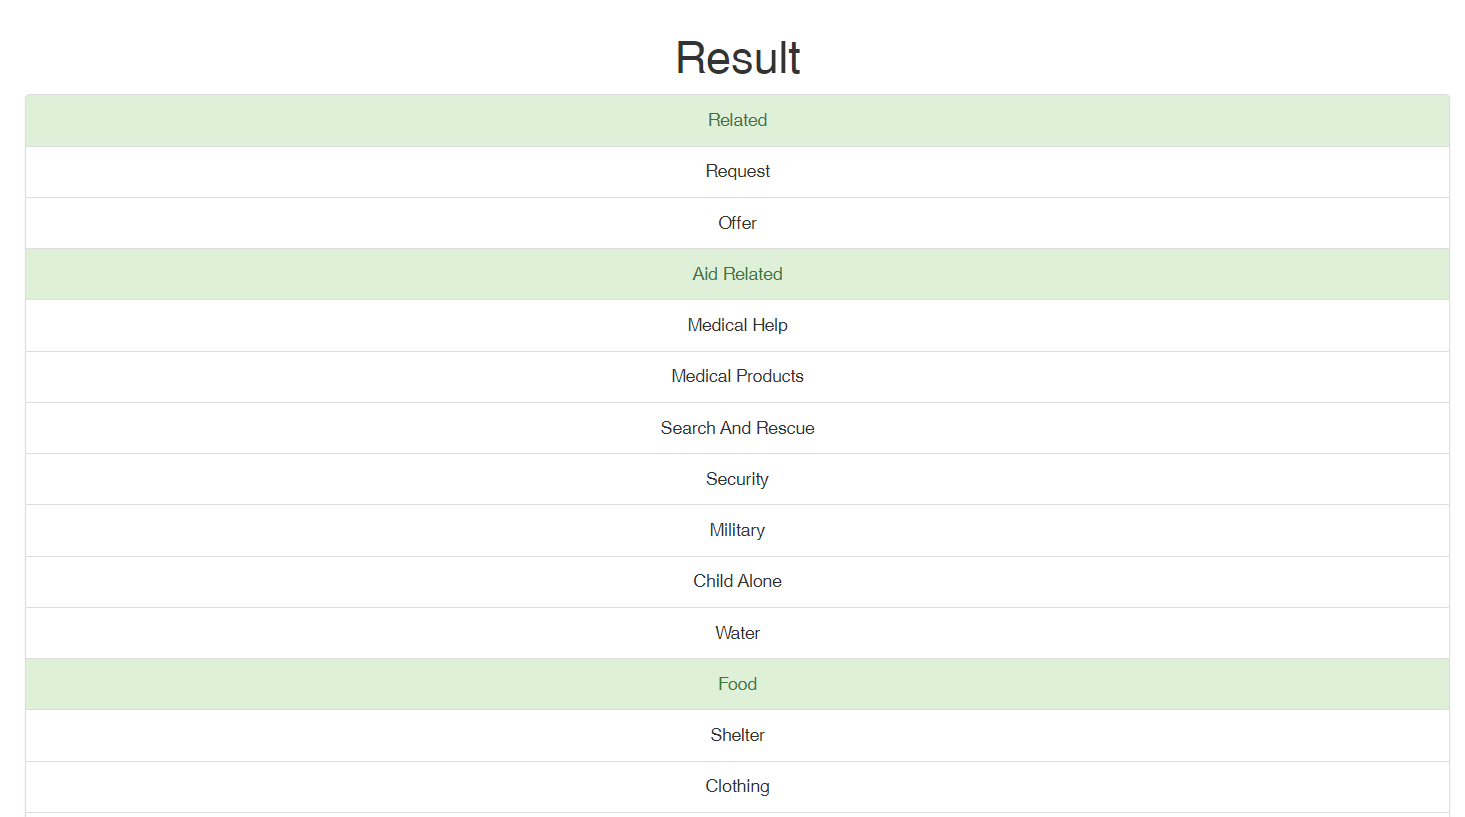 Result
Related
Request
Offer
Aid Related
Medical Help
Medical Products
Search And Rescue
Security
Military
Child Alone
Water
Food
Shelter
Clothing